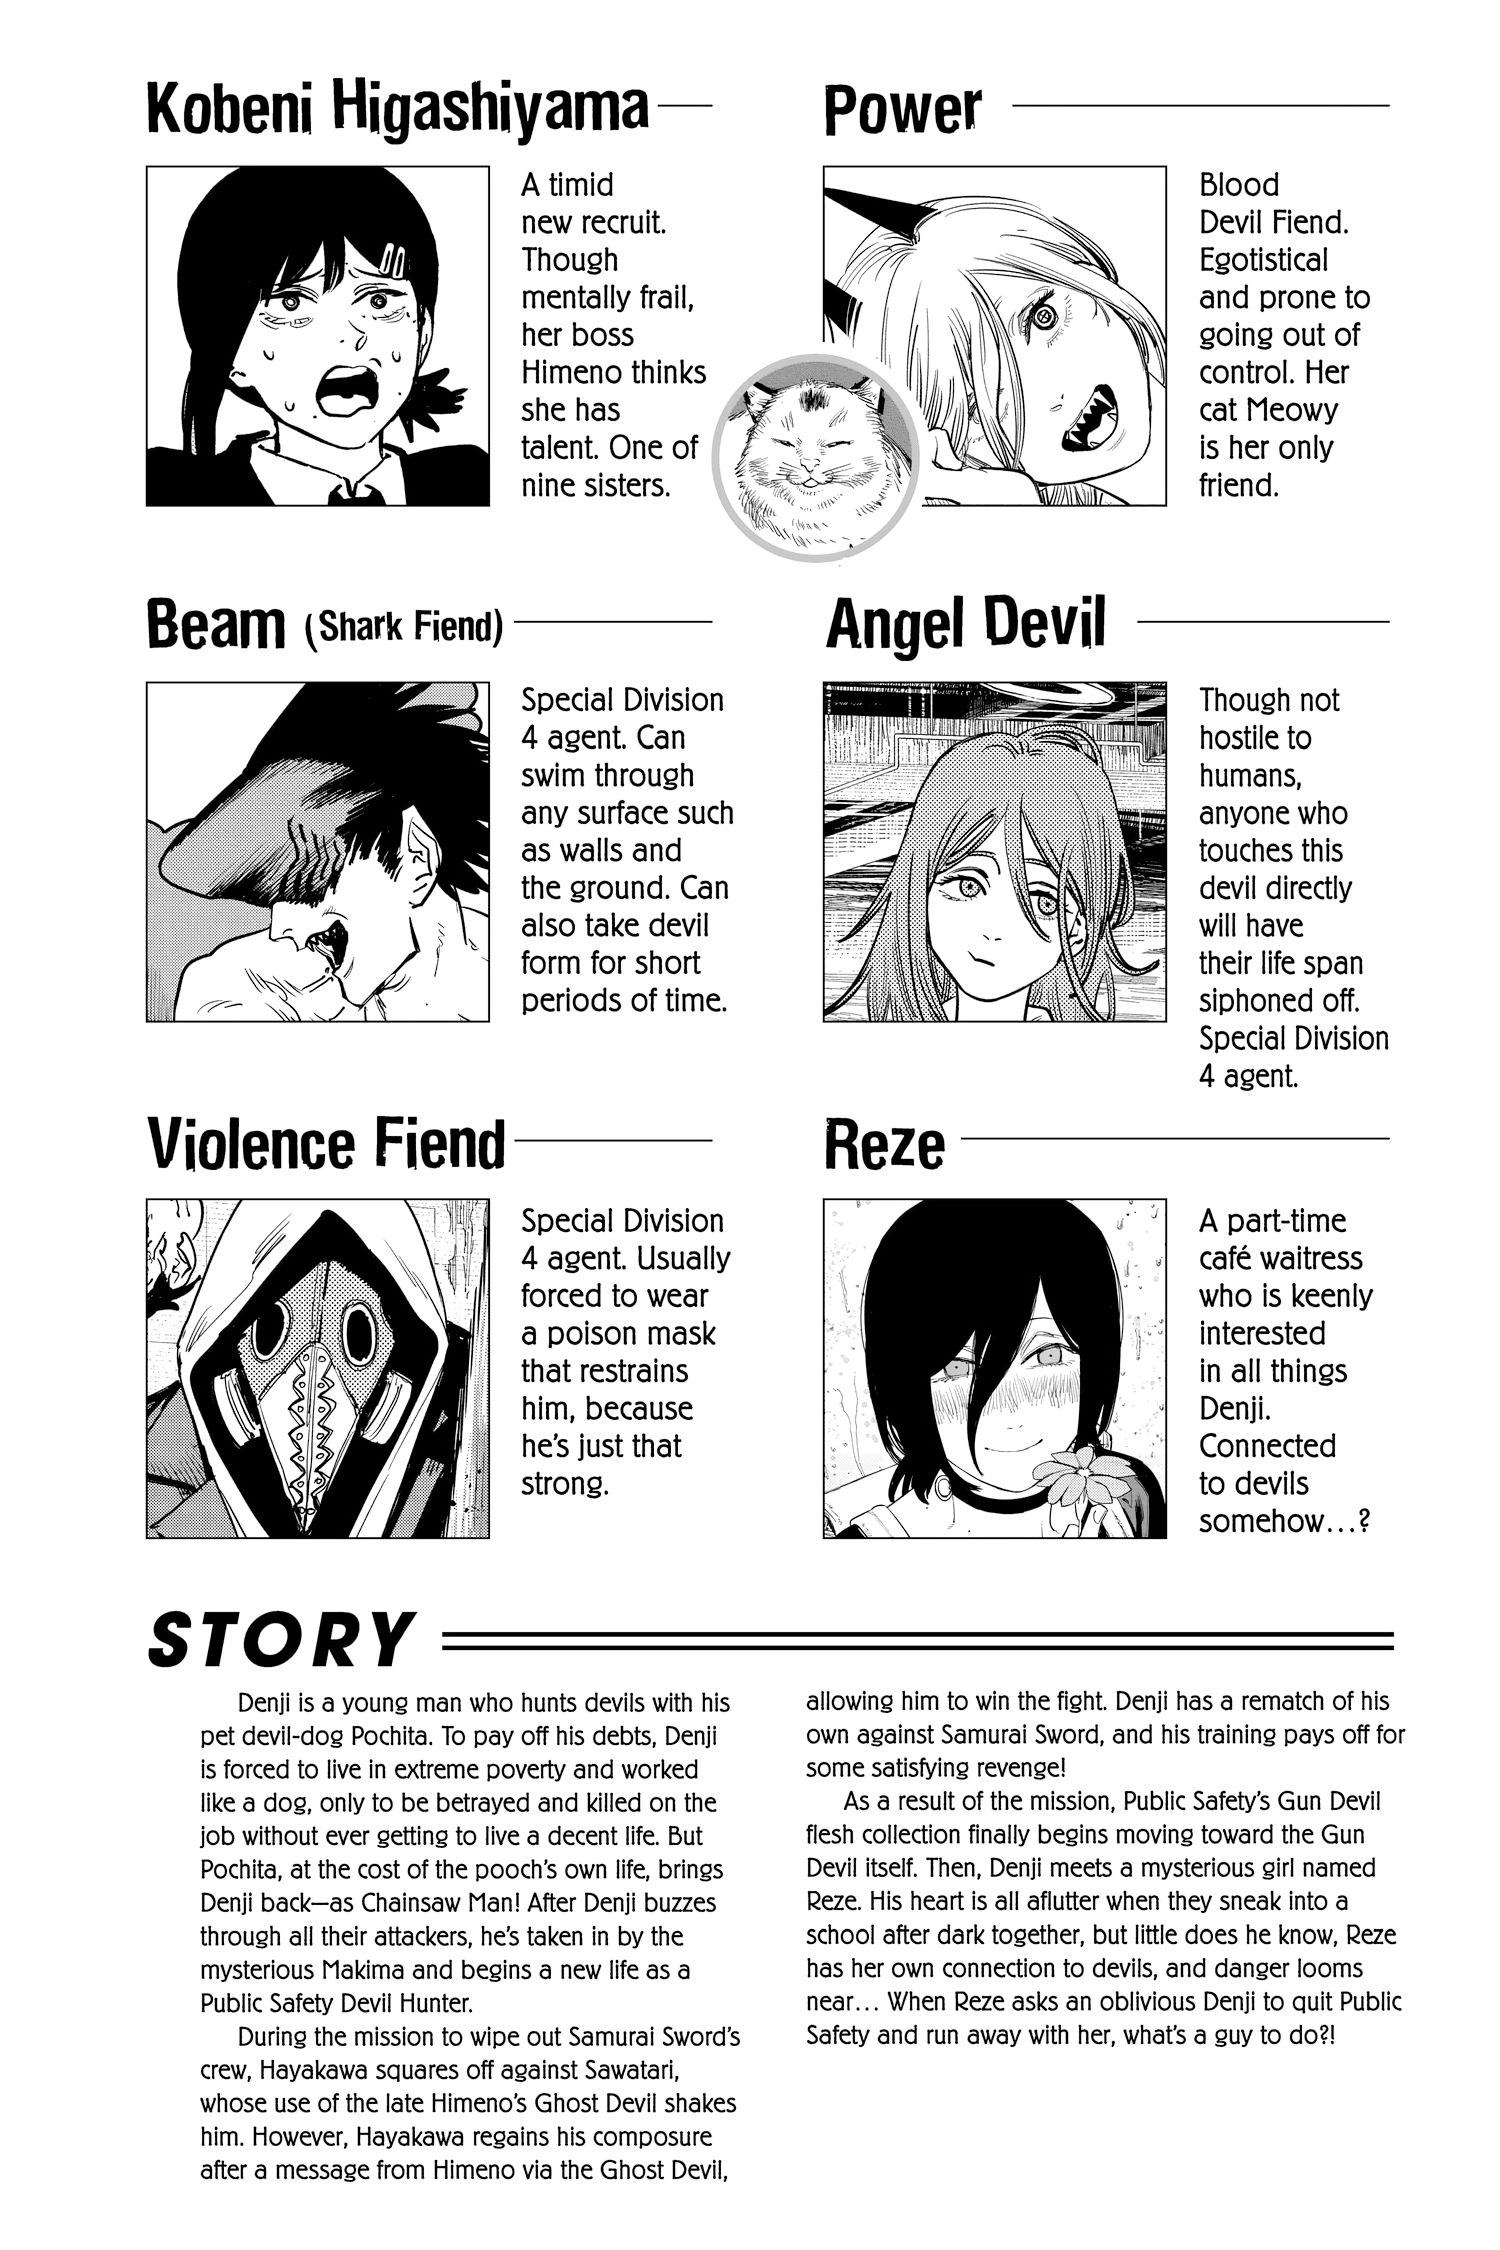 Kobeni Higashiyama
A timid
new recruit.
Though
mentally frail,
her boss
Himeno thinks
she has
talent. One of
nine sisters.
Power
Blood
Devil Fiend.
Egotistical
and prone to
going out of
control. Her
cat Meowy
is her only
friend.
Beam (Shark Fiend)
Special Division
4 agent. Can
swim through
any surface such
as walls and
the ground. Can
also take devil
form for short
periods of time.
Angel Devil
Though not
hostile to
humans,
anyone who
touches this
devil directly
will have
their life span
siphoned off.
Special Division
4 agent.
Violence Fiend
Special Division
4 agent. Usually
forced to wear
a poison mask
that restrains
him, because
he's just that
strong.
Reze
A part-time
café waitress
who is keenly
interested
in all things
Denji.
Connected
to devils
somehow...?
STORY
Denji is a young man who hunts devils with his
pet devil-dog Pochita. To pay off his debts, Denji
is forced to live in extreme poverty and worked
like a dog, only to be betrayed and killed on the
job without ever getting to live a decent life. But
Pochita, at the cost of the pooch's own life, brings
Denji back—as Chainsaw Man! After Denji buzzes
through all their attackers, he's taken in by the
mysterious Makima and begins a new life as a
Public Safety Devil Hunter.
During the mission to wipe out Samurai Sword's
crew, Hayakawa squares off against Sawatari,
whose use of the late Himeno's Ghost Devil shakes
him. However, Hayakawa regains his composure
after a message from Himeno via the Ghost Devil,
allowing him to win the fight. Denji has a rematch of his
own against Samurai Sword, and his training pays off for
some satisfying revenge!
As a result of the mission, Public Safety's Gun Devil
flesh collection finally begins moving toward the Gun
Devil itself. Then, Denji meets a mysterious girl named
Reze. His heart is all aflutter when they sneak into a
school after dark together, but little does he know, Reze
has her own connection to devils, and danger looms
near... When Reze asks an oblivious Denji to quit Public
Safety and run away with her, what's a guy to do?!